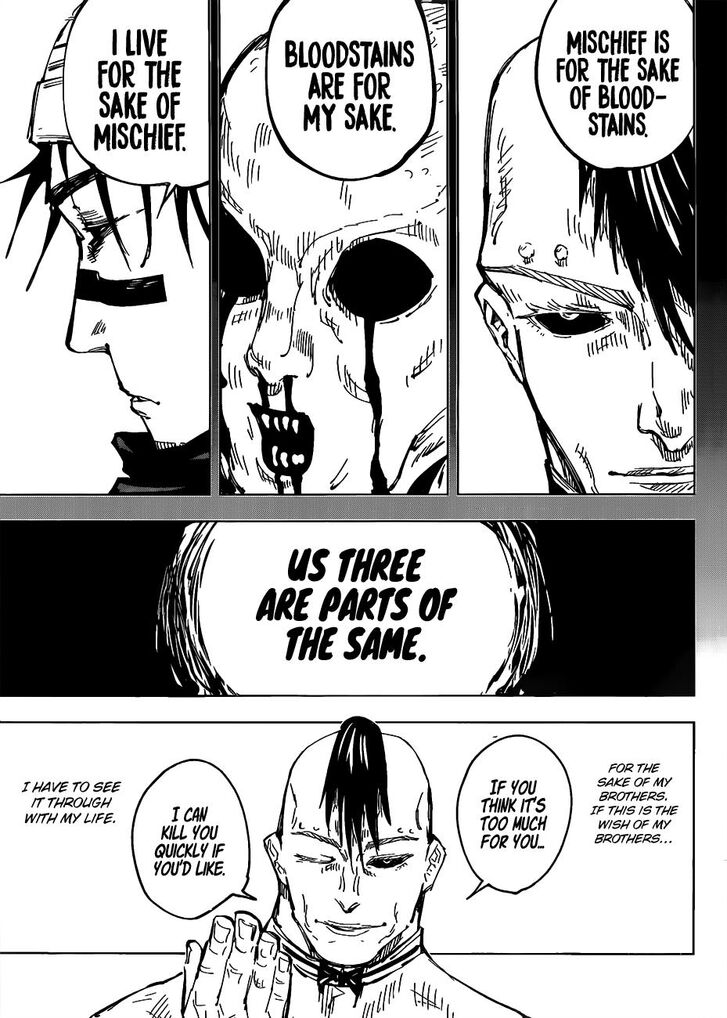 MISCHIEF IS
FOR THE SAKE
OF BLOOD-
STAINS.
BLOODSTAINS
ARE FOR
MY SAKE.
I LIVE
FOR THE
SAKE OF
MISCHIEF.
US THREE
ARE PARTS OF
THE SAME.
FOR THE
SAKE OF MY
BROTHERS.
IF THIS IS THE
WISH OF MY
BROTHERS...
IF YOU
THINK IT'S
TOO MUCH
FOR YOU...
I CAN
KILL YOU
QUICKLY IF
YOU'D LIKE.
I HAVE TO SEE
IT THROUGH
WITH MY LIFE.